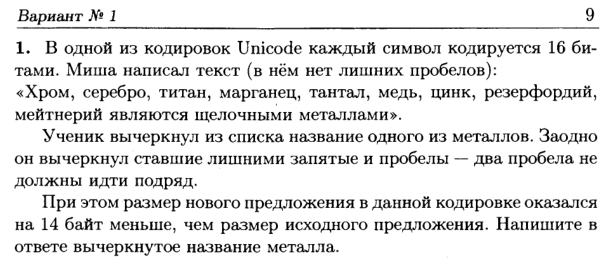 Вариант № 1 9
1. В одной из кодировок Unicode каждый символ кодируется 16 би-
тами. Миша написал текст (в нём нет лишних пробелов):
«Хром, серебро, титан, марганец, тантал, медь, цинк, резерфордий,
мейтнерий являются щелочными металлами».
Ученик вычеркнул из списка название одного из металлов. Заодно
он вычеркнул ставшие лишними запятые и пробелы — два пробела не
должны идти подряд.
При этом размер нового предложения в данной кодировке оказался
на 14 байт меньше, чем размер исходного предложения. Напишите в
ответе вычеркнутое название металла.